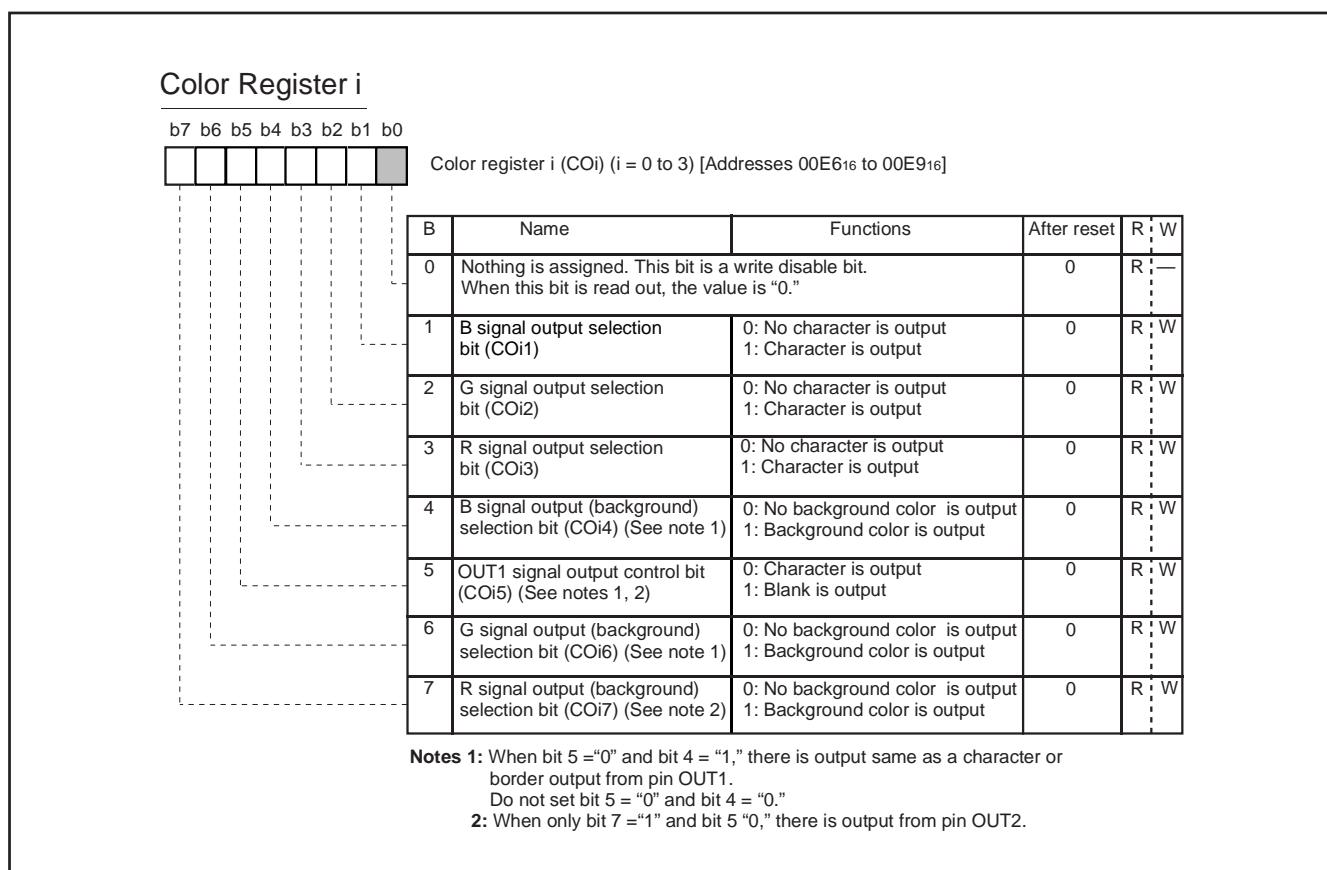 Color Register i
b7 b6 b5 b4 b3 b2 b1 b0
Color register i (COi) (i = 0 to 3) [Addresses 00E616 to 00E916]
B Name Functions After reset R W
0 Nothing is assigned. This bit is a write disable bit. 0 R —
When this bit is read out, the value is “0.”
1 B signal output selection 0: No character is output 0 R W
bit (COi1) 1: Character is output
2 G signal output selection 0: No character is output 0 R W
bit (COi2) 1: Character is output
3 R signal output selection 0: No character is output 0 R W
bit (COi3) 1: Character is output
4 B signal output (background) 0: No background color is output 0 R W
selection bit (COi4) (See note 1) 1: Background color is output
5 OUT1 signal output control bit 0: Character is output 0 R W
(COi5) (See notes 1, 2) 1: Blank is output
6 G signal output (background) 0: No background color is output 0 R W
selection bit (COi6) (See note 1) 1: Background color is output
7 R signal output (background) 0: No background color is output 0 R W
selection bit (COi7) (See note 2) 1: Background color is output
Notes 1: When bit 5 =“0” and bit 4 = “1,” there is output same as a character or
border output from pin OUT1.
Do not set bit 5 = “0” and bit 4 = “0.”
2: When only bit 7 =“1” and bit 5 “0,” there is output from pin OUT2.